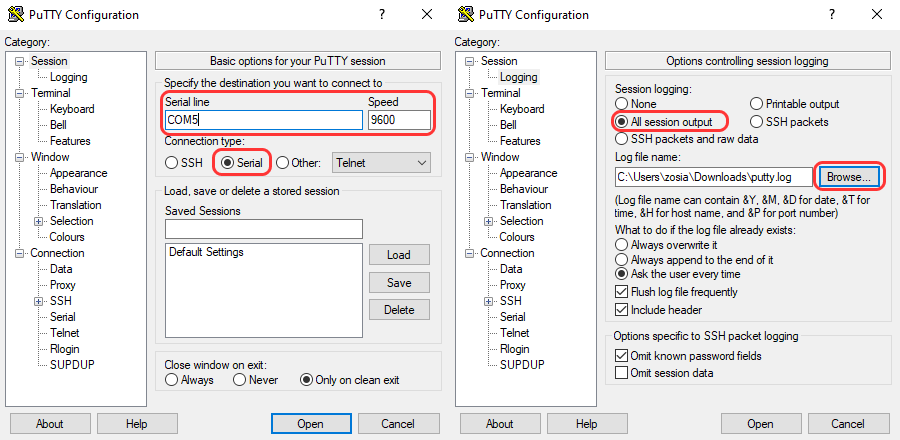 PuTTY Configuration
?
Category:
Session
Logging
Terminal
Keyboard
Bell
Features
Window
Appearance
Behaviour
Translation
Selection
Colours
Connection
Data
Proxy
SSH
Serial
Telnet
Rlogin
SUPDUP
Basic options for your PuTTY session
Specify the destination you want to connect to
Serial line Speed
COM5 9600
Connection type:
SSH Serial Other: Telnet
Load, save or delete a stored session
Saved Sessions
Default Settings
Load
Save
Delete
Close window on exit:
Always Never Only on clean exit
About Help Open Cancel
PuTTY Configuration
?
Category:
Session
Logging
Terminal
Keyboard
Bell
Features
Window
Appearance
Behaviour
Translation
Selection
Colours
Connection
Data
Proxy
SSH
Serial
Telnet
Rlogin
SUPDUP
Options controlling session logging
Session logging:
None Printable output
All session output SSH packets
SSH packets and raw data
Log file name:
C:\Users\zosia\Downloads\putty.log Browse...
(Log file name can contain &Y, &M, &D for date, &T for
time, &H for host name, and &P for port number)
What to do if the log file already exists:
Always overwrite it
Always append to the end of it
Ask the user every time
Flush log file frequently
Include header
Options specific to SSH packet logging
Omit known password fields
Omit session data
About Help Open Cancel